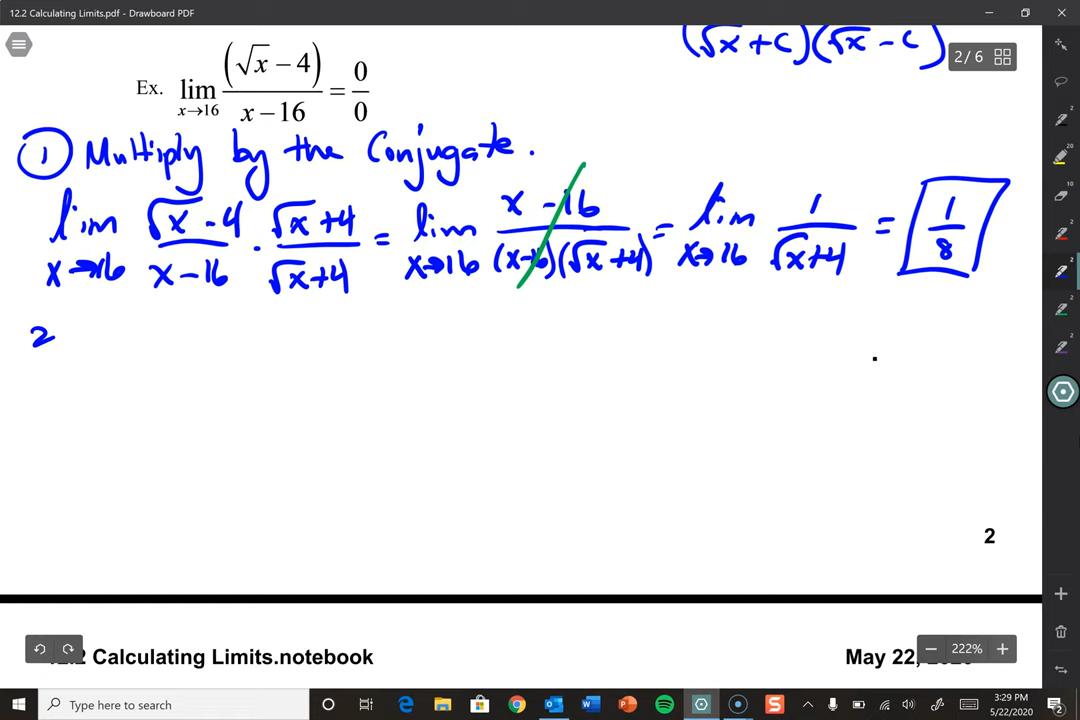 12.2 Calculating Limits.pdf - Drawboard PDF
(√x + c)(√x - c)
2/6
Ex. lim x→16 (√x − 4)/(x − 16) = 0/0
① Multiply by the Conjugate.
lim x→16 (√x - 4)/(x - 16) · (√x + 4)/(√x + 4) = lim x→16 (x - 16)/((x-16)(√x + 4)) = lim x→16 1/(√x + 4) = 1/8
2
2
12.2 Calculating Limits.notebook
May 22, 2020
222%
Type here to search
3:29 PM
5/22/2020